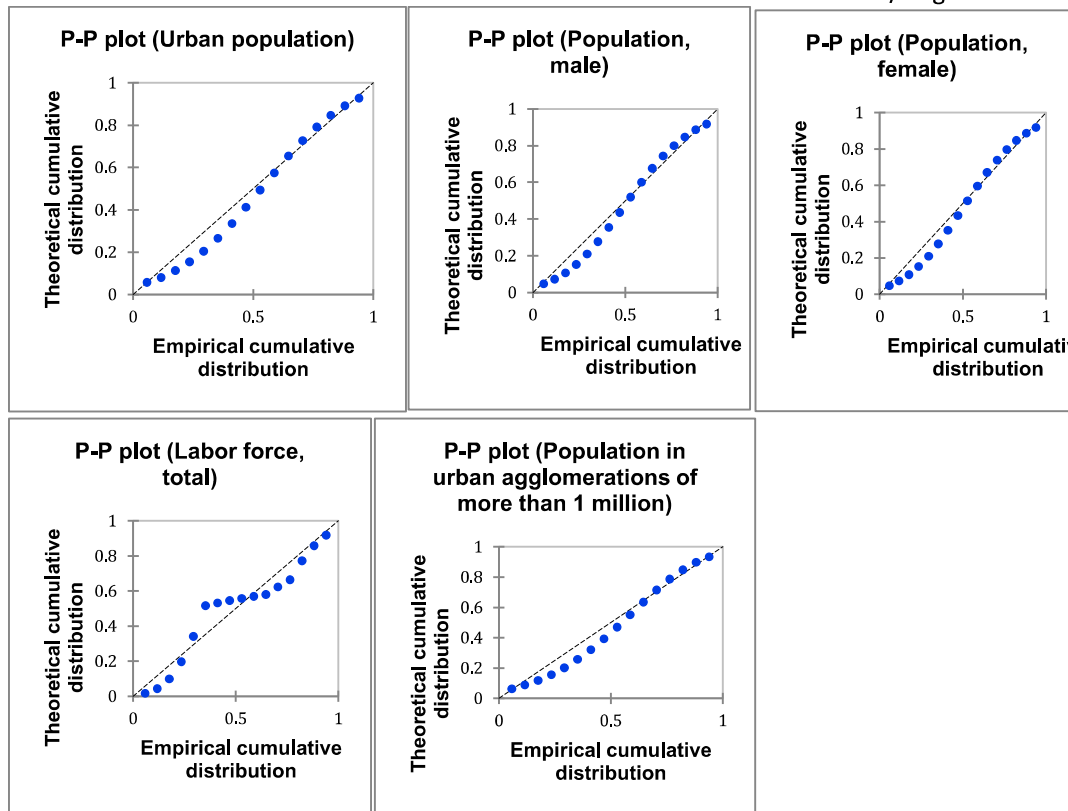 P-P plot (Urban population)
1
0.8
0.6
0.4
0.2
0
0
0.5
1
Theoretical cumulative
distribution
Empirical cumulative
distribution
P-P plot (Population,
male)
1
0.8
0.6
0.4
0.2
0
0
0.5
1
Theoretical cumulative
distribution
Empirical cumulative
distribution
P-P plot (Population,
female)
1
0.8
0.6
0.4
0.2
0
0
0.5
1
Theoretical cumulative
distribution
Empirical cumulative
distribution
P-P plot (Labor force,
total)
1
0.8
0.6
0.4
0.2
0
0
0.5
1
Theoretical cumulative
distribution
Empirical cumulative
distribution
P-P plot (Population in
urban agglomerations of
more than 1 million)
1
0.8
0.6
0.4
0.2
0
0
0.5
1
Theoretical cumulative
distribution
Empirical cumulative
distribution